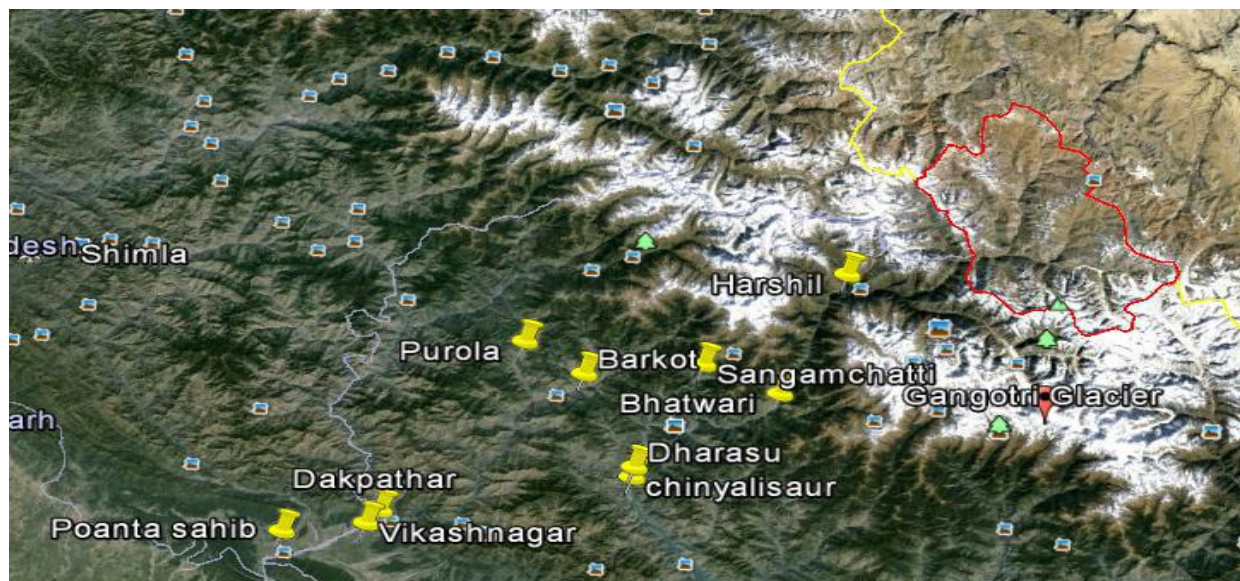 desh
Shimla
Harshil
Purola
Barkot
Sangamchatti
Bhatwari
Gangotri Glacier
arh
Dharasu
chinyalisaur
Dakpathar
Poanta sahib
Vikashnagar